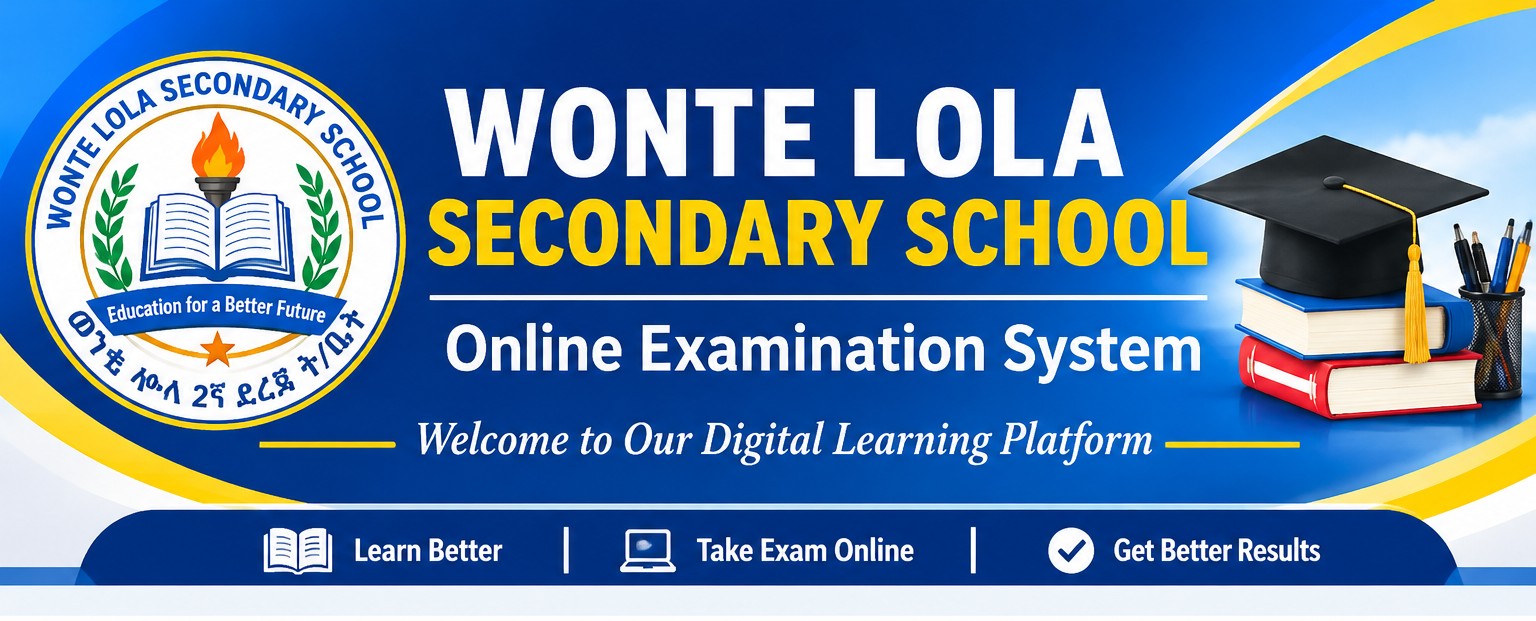 WONTE LOLA SECONDARY SCHOOL
Education for a Better Future
ወንቴ ሎላ 2ኛ ደረጃ ት/ቤት
WONTE LOLA
SECONDARY SCHOOL
Online Examination System
Welcome to Our Digital Learning Platform
Learn Better
Take Exam Online
Get Better Results